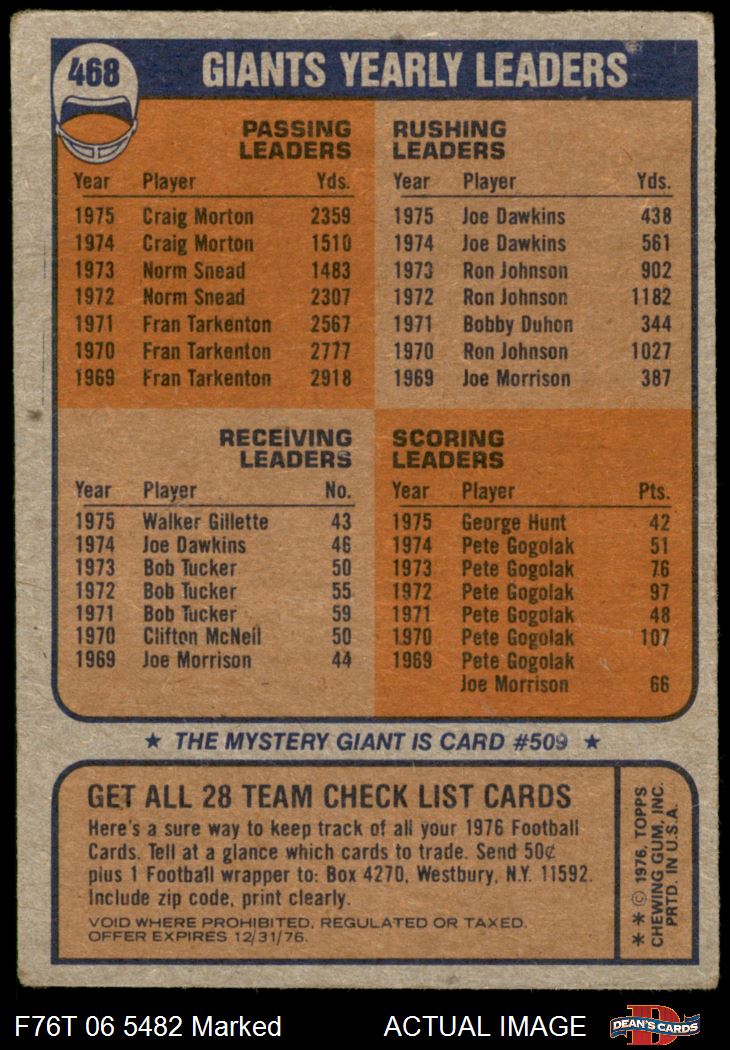 468
GIANTS YEARLY LEADERS
PASSING
LEADERS
Year Player Yds.
1975 Craig Morton 2359
1974 Craig Morton 1510
1973 Norm Snead 1483
1972 Norm Snead 2307
1971 Fran Tarkenton 2567
1970 Fran Tarkenton 2777
1969 Fran Tarkenton 2918
RUSHING
LEADERS
Year Player Yds.
1975 Joe Dawkins 438
1974 Joe Dawkins 561
1973 Ron Johnson 902
1972 Ron Johnson 1182
1971 Bobby Duhon 344
1970 Ron Johnson 1027
1969 Joe Morrison 387
RECEIVING
LEADERS
Year Player No.
1975 Walker Gillette 43
1974 Joe Dawkins 46
1973 Bob Tucker 50
1972 Bob Tucker 55
1971 Bob Tucker 59
1970 Clifton McNeil 50
1969 Joe Morrison 44
SCORING
LEADERS
Year Player Pts.
1975 George Hunt 42
1974 Pete Gogolak 51
1973 Pete Gogolak 76
1972 Pete Gogolak 97
1971 Pete Gogolak 48
1970 Pete Gogolak 107
1969 Pete Gogolak
Joe Morrison 66
★ THE MYSTERY GIANT IS CARD #509 ★
GET ALL 28 TEAM CHECK LIST CARDS
Here's a sure way to keep track of all your 1976 Football
Cards. Tell at a glance which cards to trade. Send 50¢
plus 1 Football wrapper to: Box 4270, Westbury, N.Y. 11592.
Include zip code, print clearly.
VOID WHERE PROHIBITED, REGULATED OR TAXED.
OFFER EXPIRES 12/31/76.
* * © 1976, TOPPS
CHEWING GUM, INC.
PRTD. IN U.S.A.
F76T 06 5482 Marked
ACTUAL IMAGE
D
DEAN'S CARDS